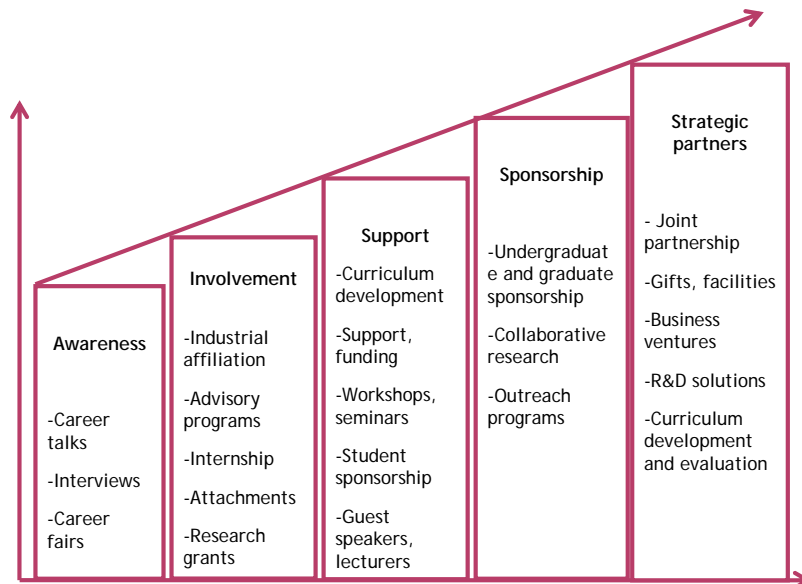 Awareness
-Career
talks
-Interviews
-Career
fairs
Involvement
-Industrial
affiliation
-Advisory
programs
-Internship
-Attachments
-Research
grants
Support
-Curriculum
development
-Support,
funding
-Workshops,
seminars
-Student
sponsorship
-Guest
speakers,
lecturers
Sponsorship
-Undergraduat
e and graduate
sponsorship
-Collaborative
research
-Outreach
programs
Strategic
partners
- Joint
partnership
-Gifts, facilities
-Business
ventures
-R&D solutions
-Curriculum
development
and evaluation